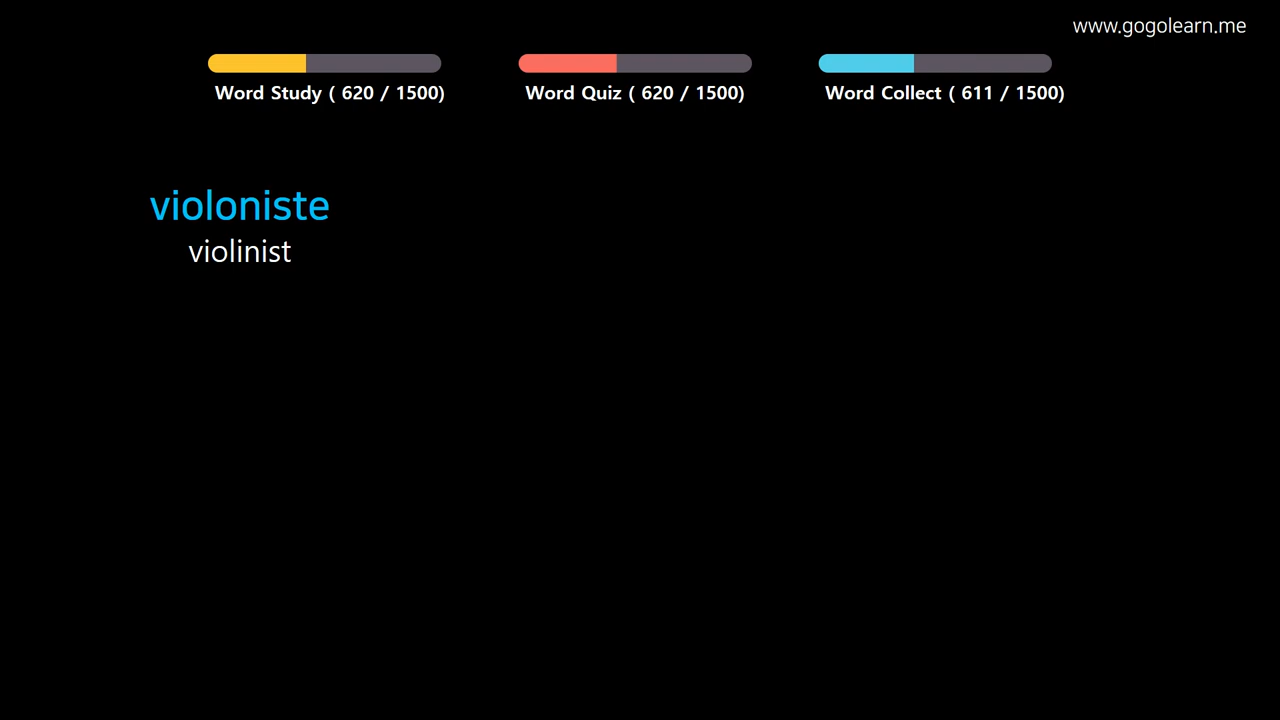 www.gogolearn.me
Word Study ( 620 / 1500)
Word Quiz ( 620 / 1500)
Word Collect ( 611 / 1500)
violoniste
violinist